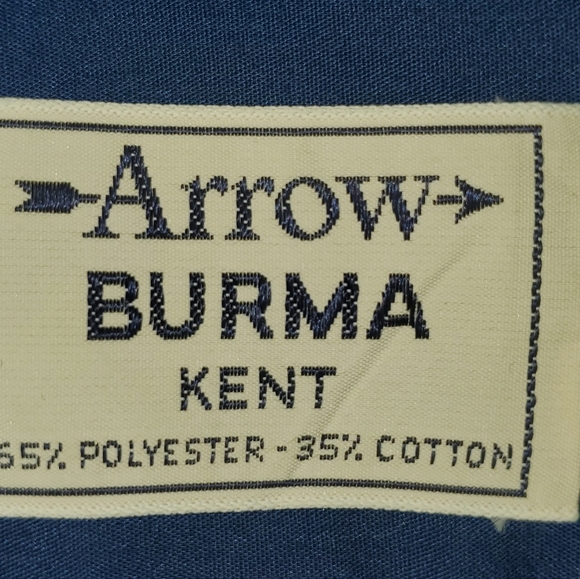 Arrow
BURMA
KENT
65% POLYESTER - 35% COTTON